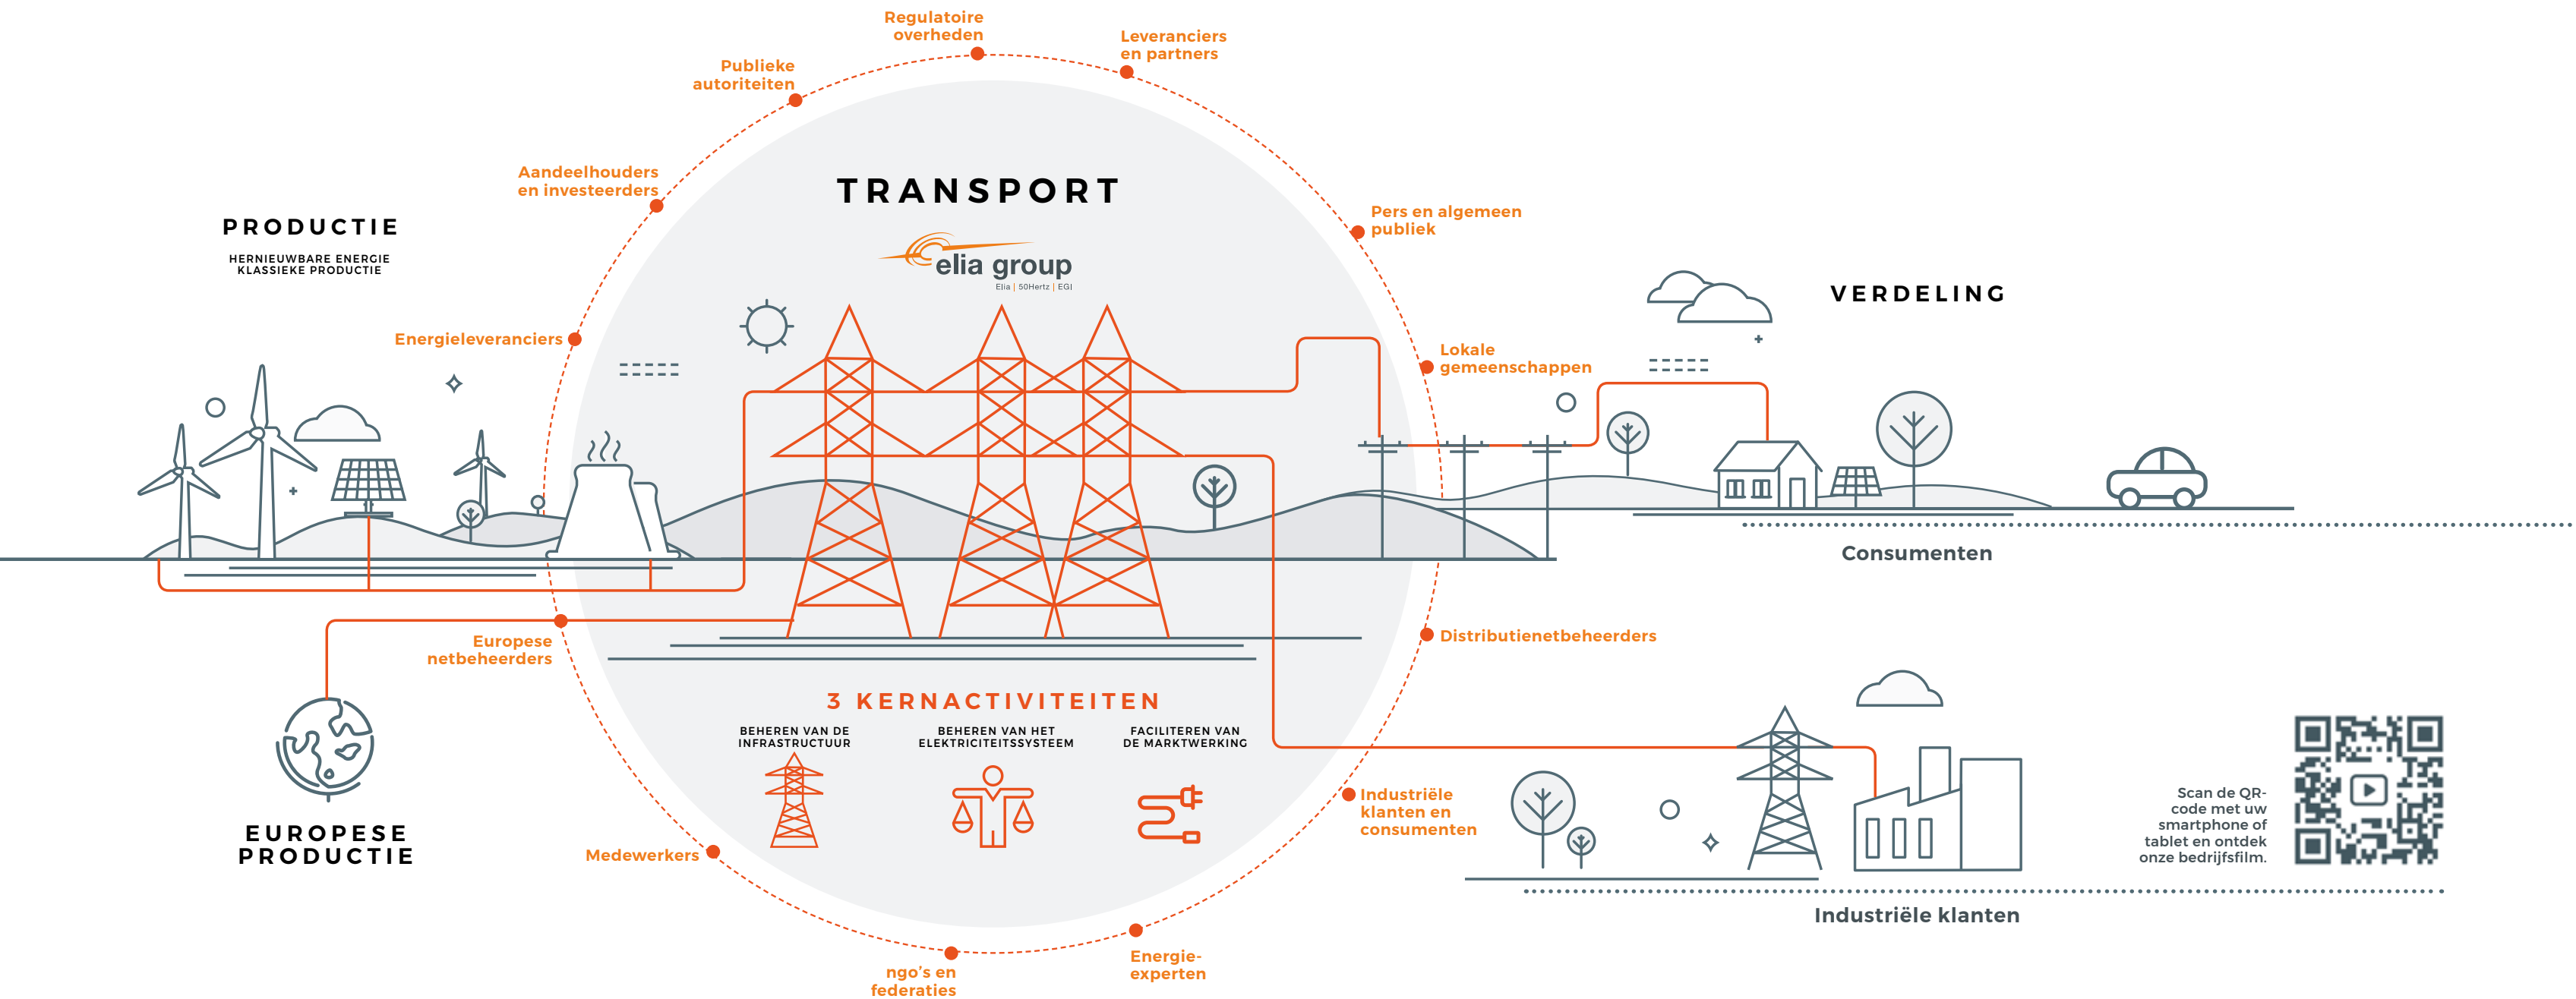 Regulatoire
overheden
Leveranciers
en partners
Publieke
autoriteiten
Aandeelhouders
en investeerders
TRANSPORT
elia group
Elia | 50Hertz | EGI
Pers en algemeen
publiek
PRODUCTIE
HERNIEUWBARE ENERGIE
KLASSIEKE PRODUCTIE
VERDELING
Energieleveranciers
Lokale
gemeenschappen
Consumenten
Europese
netbeheerders
Distributienetbeheerders
3 KERNACTIVITEITEN
BEHEREN VAN DE
INFRASTRUCTUUR
BEHEREN VAN HET
ELEKTRICITEITSSYSTEEM
FACILITEREN VAN
DE MARKTWERKING
EUROPESE
PRODUCTIE
Industriële
klanten en
consumenten
Scan de QR-
code met uw
smartphone of
tablet en ontdek
onze bedrijfsfilm.
Medewerkers
Industriële klanten
ngo's en
federaties
Energie-
experten